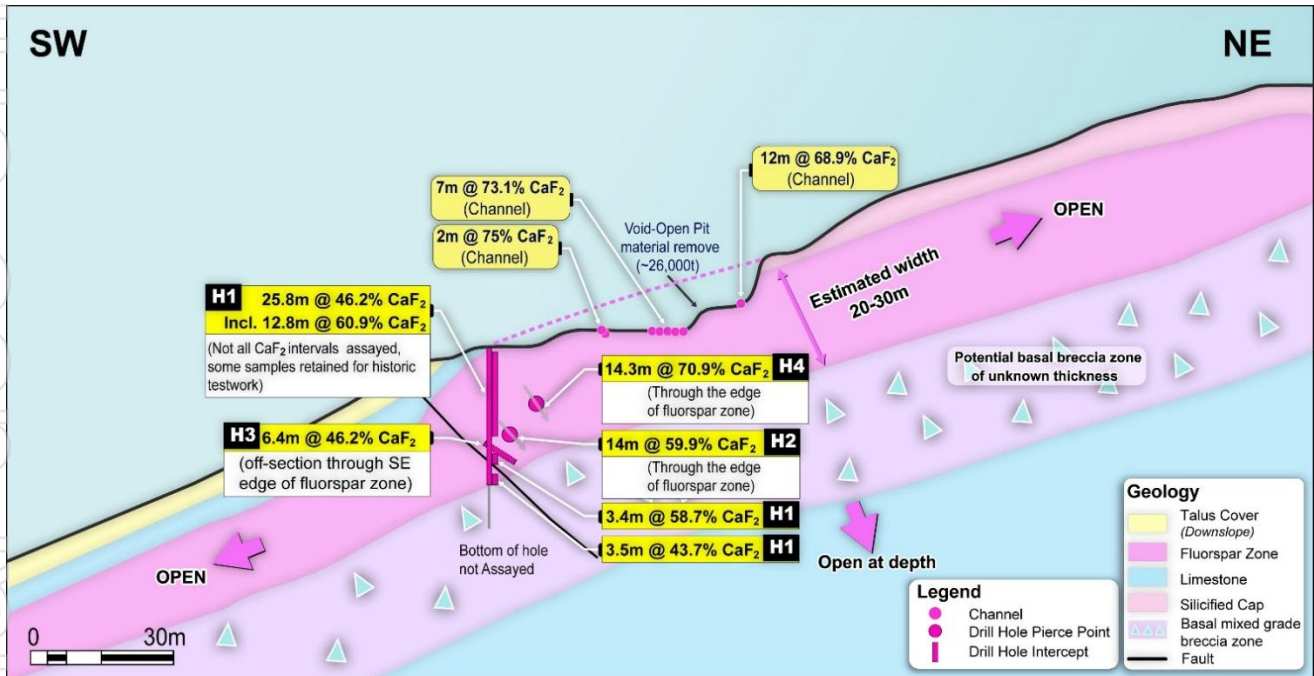 SW
NE
12m @ 68.9% CaF₂
(Channel)
7m @ 73.1% CaF₂
(Channel)
2m @ 75% CaF₂
(Channel)
Void-Open Pit
material remove
(~26,000t)
OPEN
Estimated width
20-30m
H1 25.8m @ 46.2% CaF₂
Incl. 12.8m @ 60.9% CaF₂
(Not all CaF₂ intervals assayed,
some samples retained for historic
testwork)
14.3m @ 70.9% CaF₂ H4
(Through the edge
of fluorspar zone)
Potential basal breccia zone
of unknown thickness
H3 6.4m @ 46.2% CaF₂
(off-section through SE
edge of fluorspar zone)
14m @ 59.9% CaF₂ H2
(Through the edge
of fluorspar zone)
3.4m @ 58.7% CaF₂ H1
3.5m @ 43.7% CaF₂ H1
Bottom of hole
not Assayed
Open at depth
OPEN
0 30m
Legend
Channel
Drill Hole Pierce Point
Drill Hole Intercept
Geology
Talus Cover
(Downslope)
Fluorspar Zone
Limestone
Silicified Cap
Basal mixed grade
breccia zone
Fault